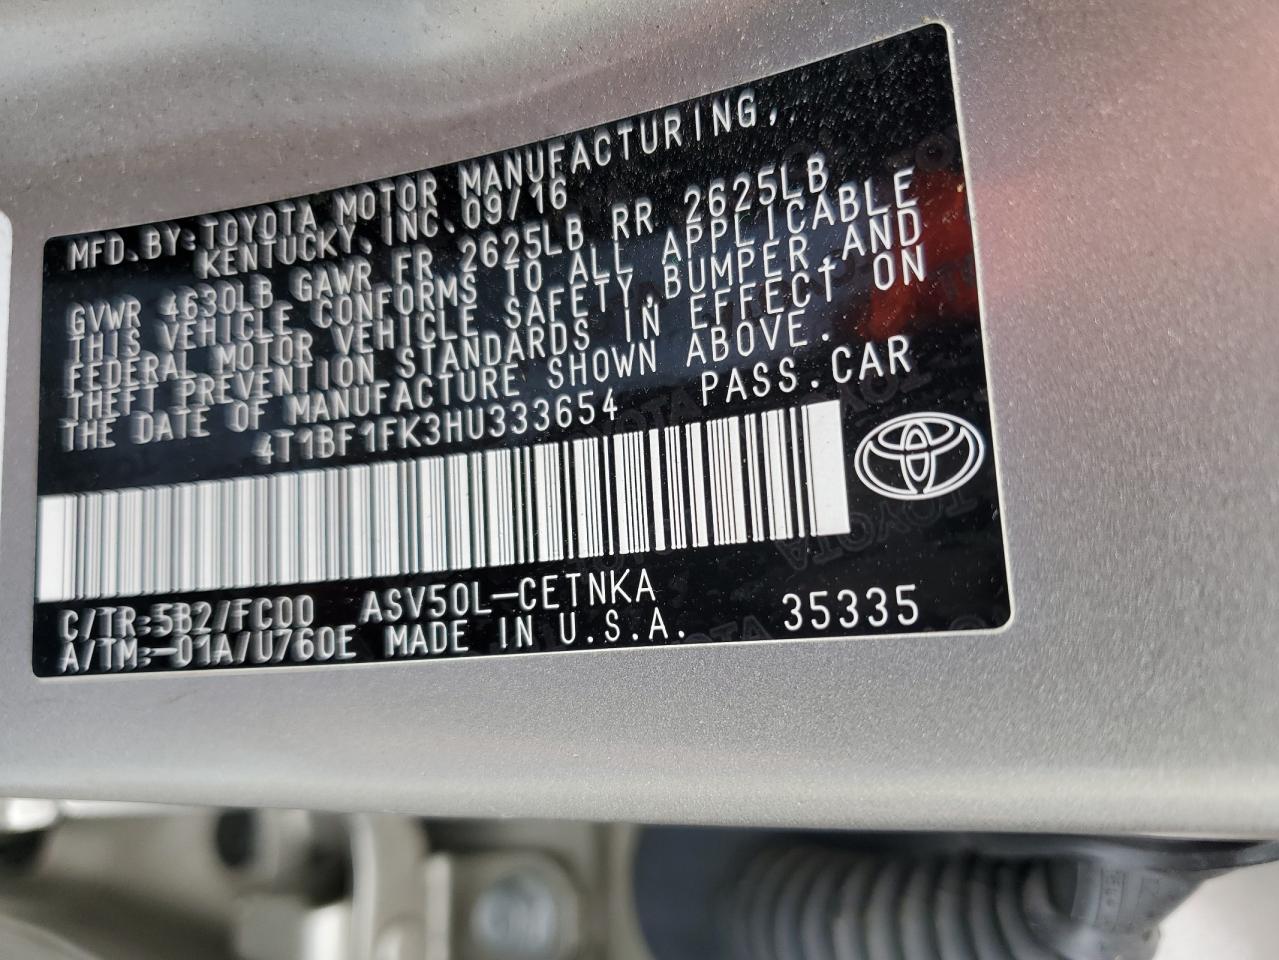 MFD. BY: TOYOTA MOTOR MANUFACTURING,
KENTUCKY, INC. 09/16
GVWR 4630LB GAWR FR 2625LB RR 2625LB
THIS VEHICLE CONFORMS TO ALL APPLICABLE
FEDERAL MOTOR VEHICLE SAFETY, BUMPER, AND
THEFT PREVENTION STANDARDS IN EFFECT ON
THE DATE OF MANUFACTURE SHOWN ABOVE.
4T1BF1FK3HU333654 PASS. CAR
C/TR:5B2/FC00 ASV50L-CETNKA
A/TM:-01A/U760E MADE IN U.S.A. 35335